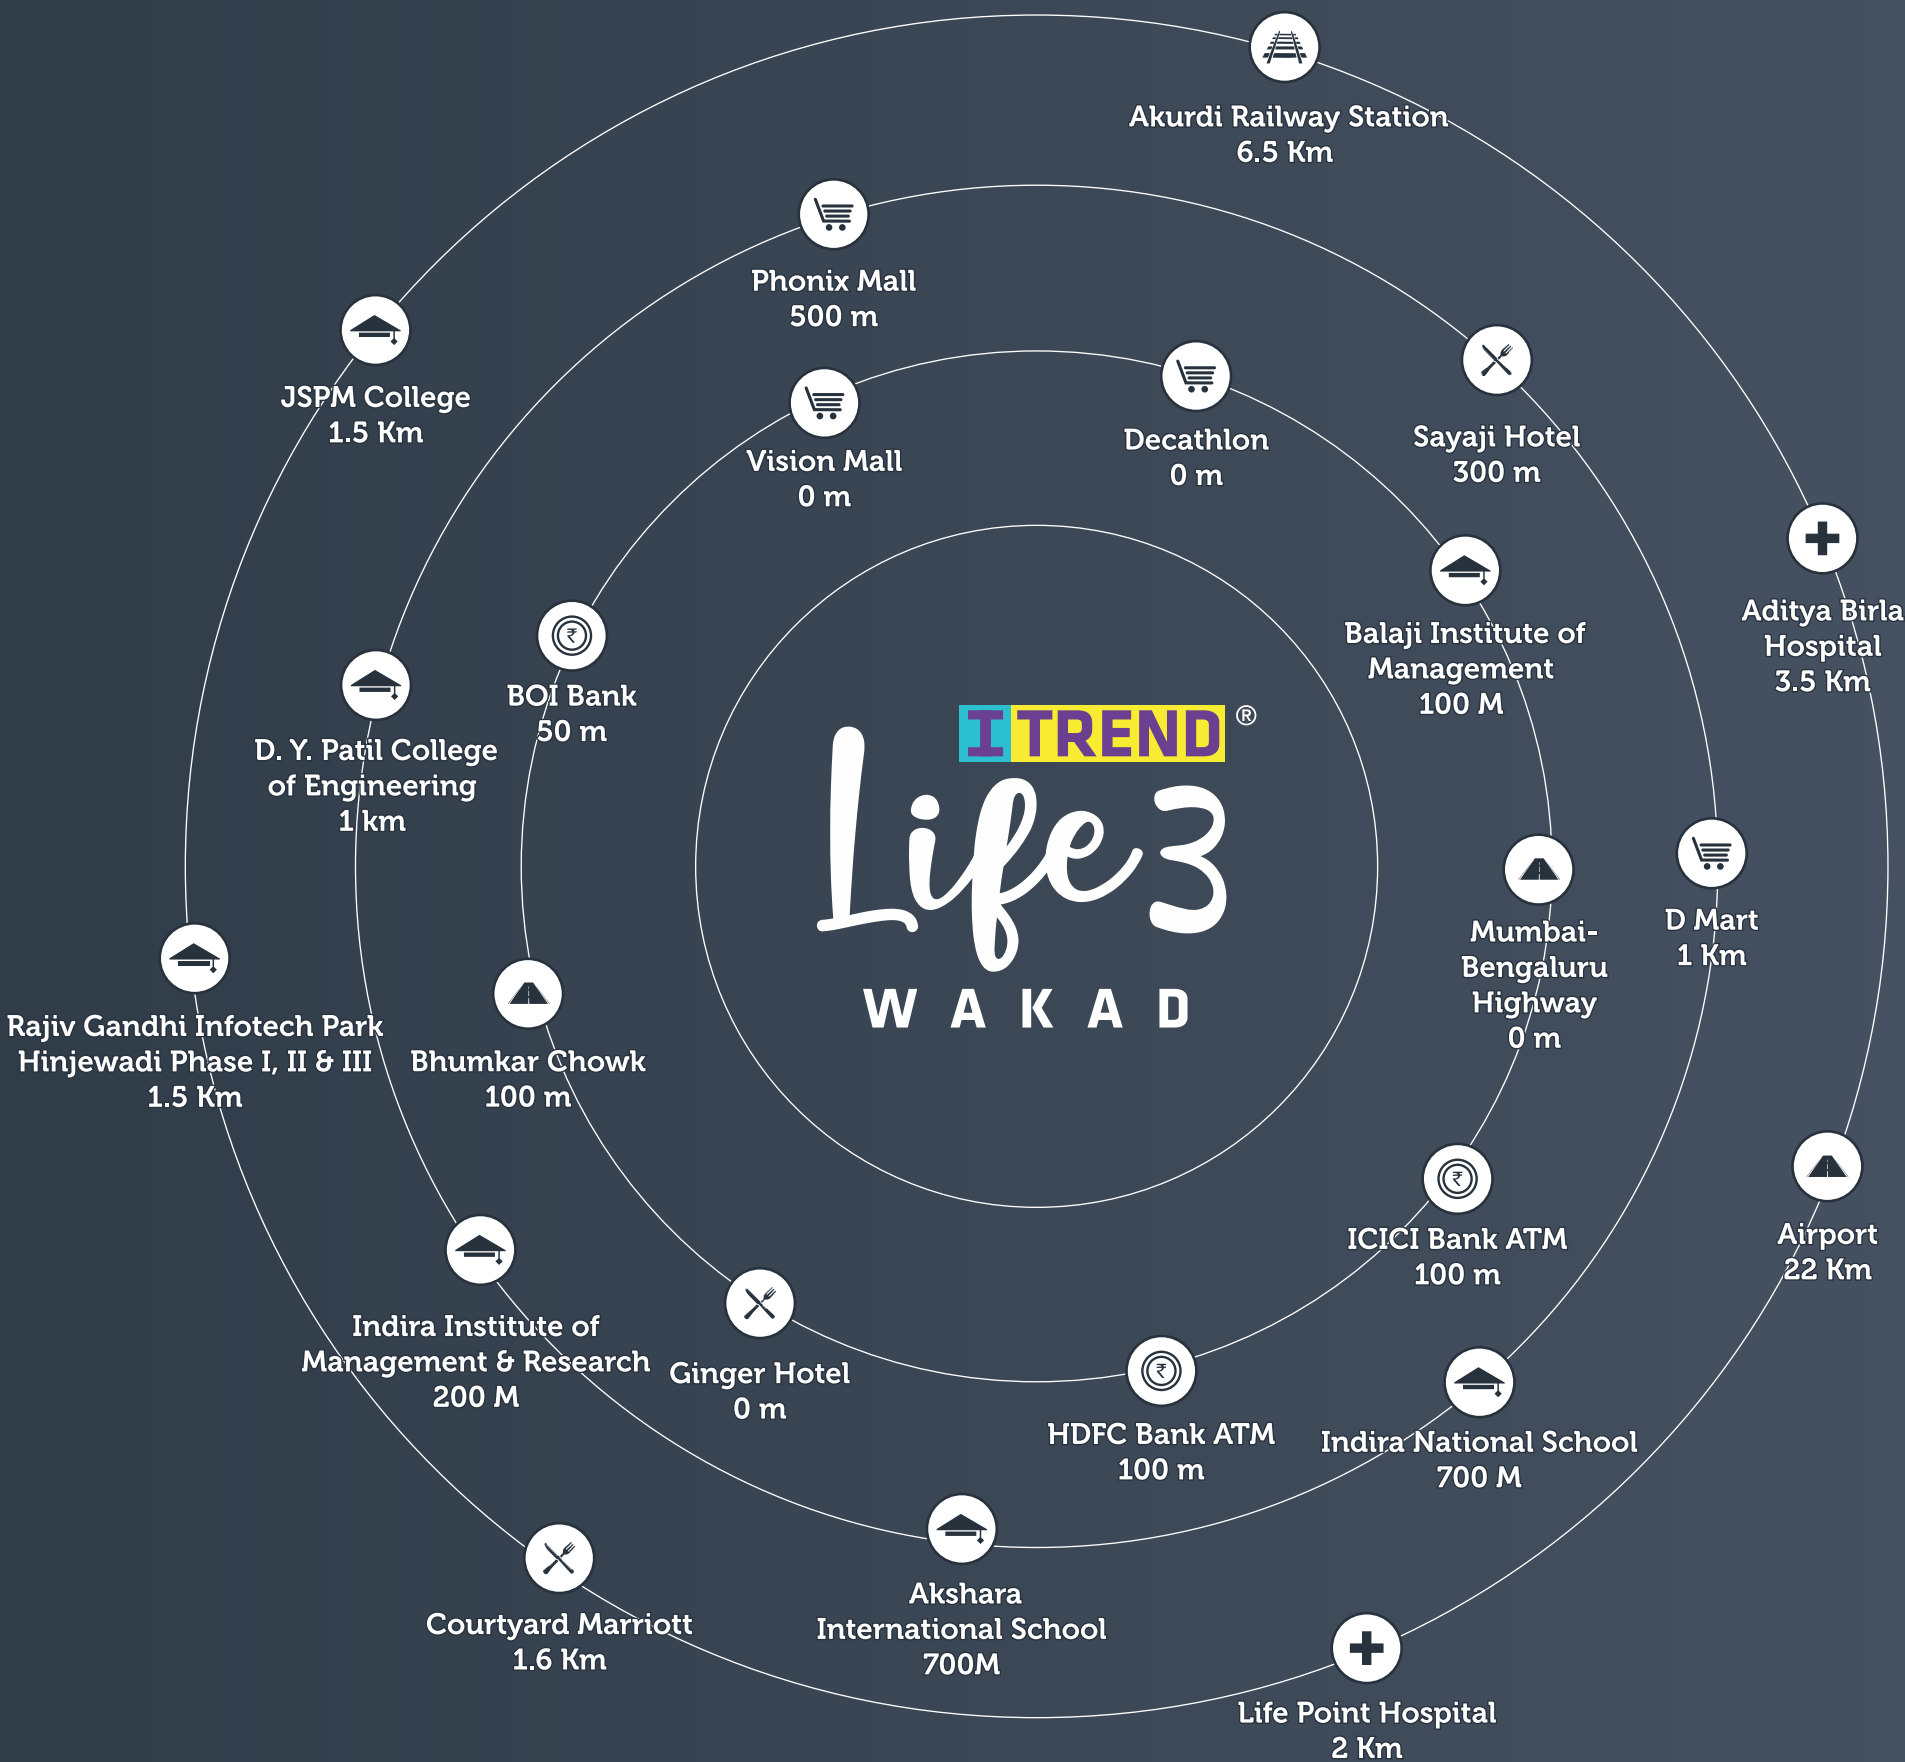 Akurdi Railway Station
6.5 Km
Phonix Mall
500 m
JSPM College
1.5 Km
Vision Mall
0 m
Decathlon
0 m
Sayaji Hotel
300 m
Aditya Birla
Hospital
3.5 Km
Balaji Institute of
Management
100 M
BOI Bank
50 m
D. Y. Patil College
of Engineering
1 km
I TREND ®
Life 3
WAKAD
Mumbai-
Bengaluru
Highway
0 m
D Mart
1 Km
Rajiv Gandhi Infotech Park
Hinjewadi Phase I, II & III
1.5 Km
Bhumkar Chowk
100 m
ICICI Bank ATM
100 m
Airport
22 Km
Indira Institute of
Management & Research
200 M
Ginger Hotel
0 m
HDFC Bank ATM
100 m
Indira National School
700 M
Courtyard Marriott
1.6 Km
Akshara
International School
700M
Life Point Hospital
2 Km